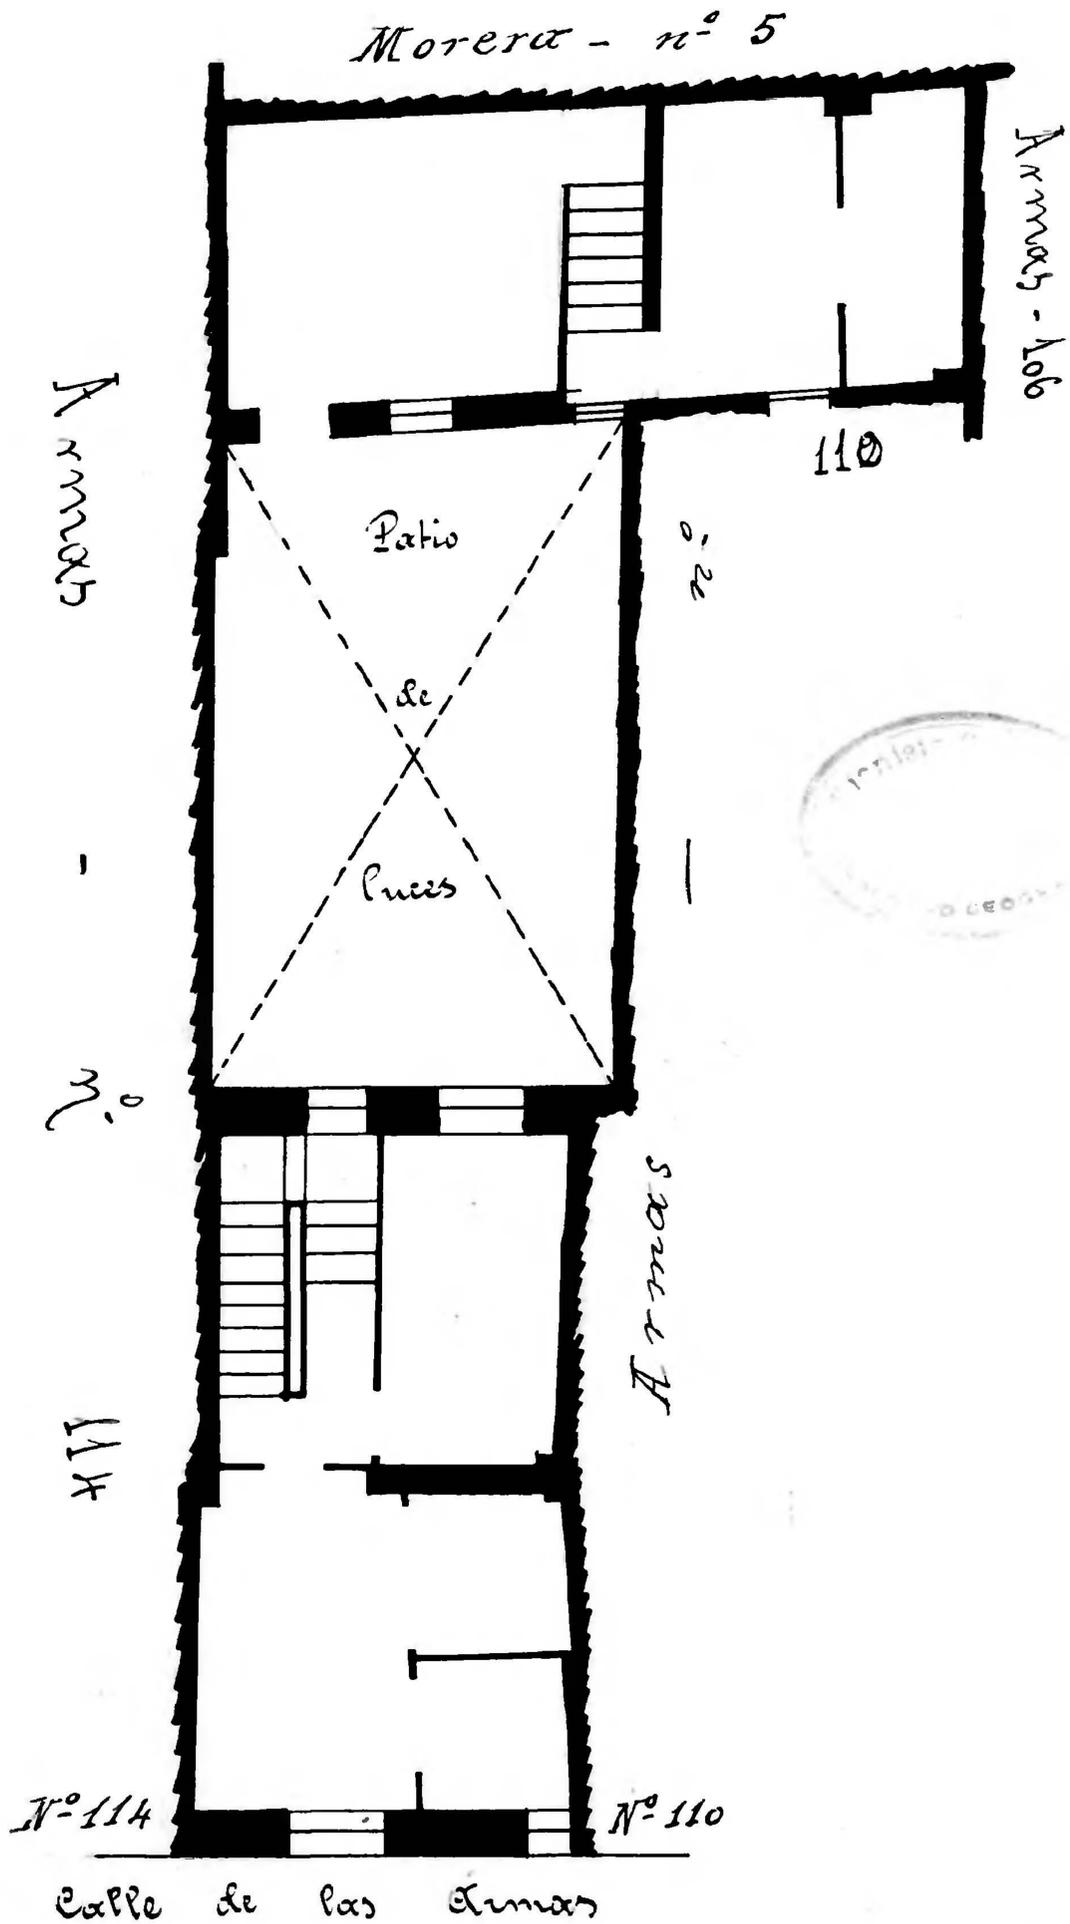 Morera - nº 5
Armas - 106
Armas - Nº 114
Patio
de
luces
110
Armas - nº
Nº 114
Nº 110
Calle de las Armas